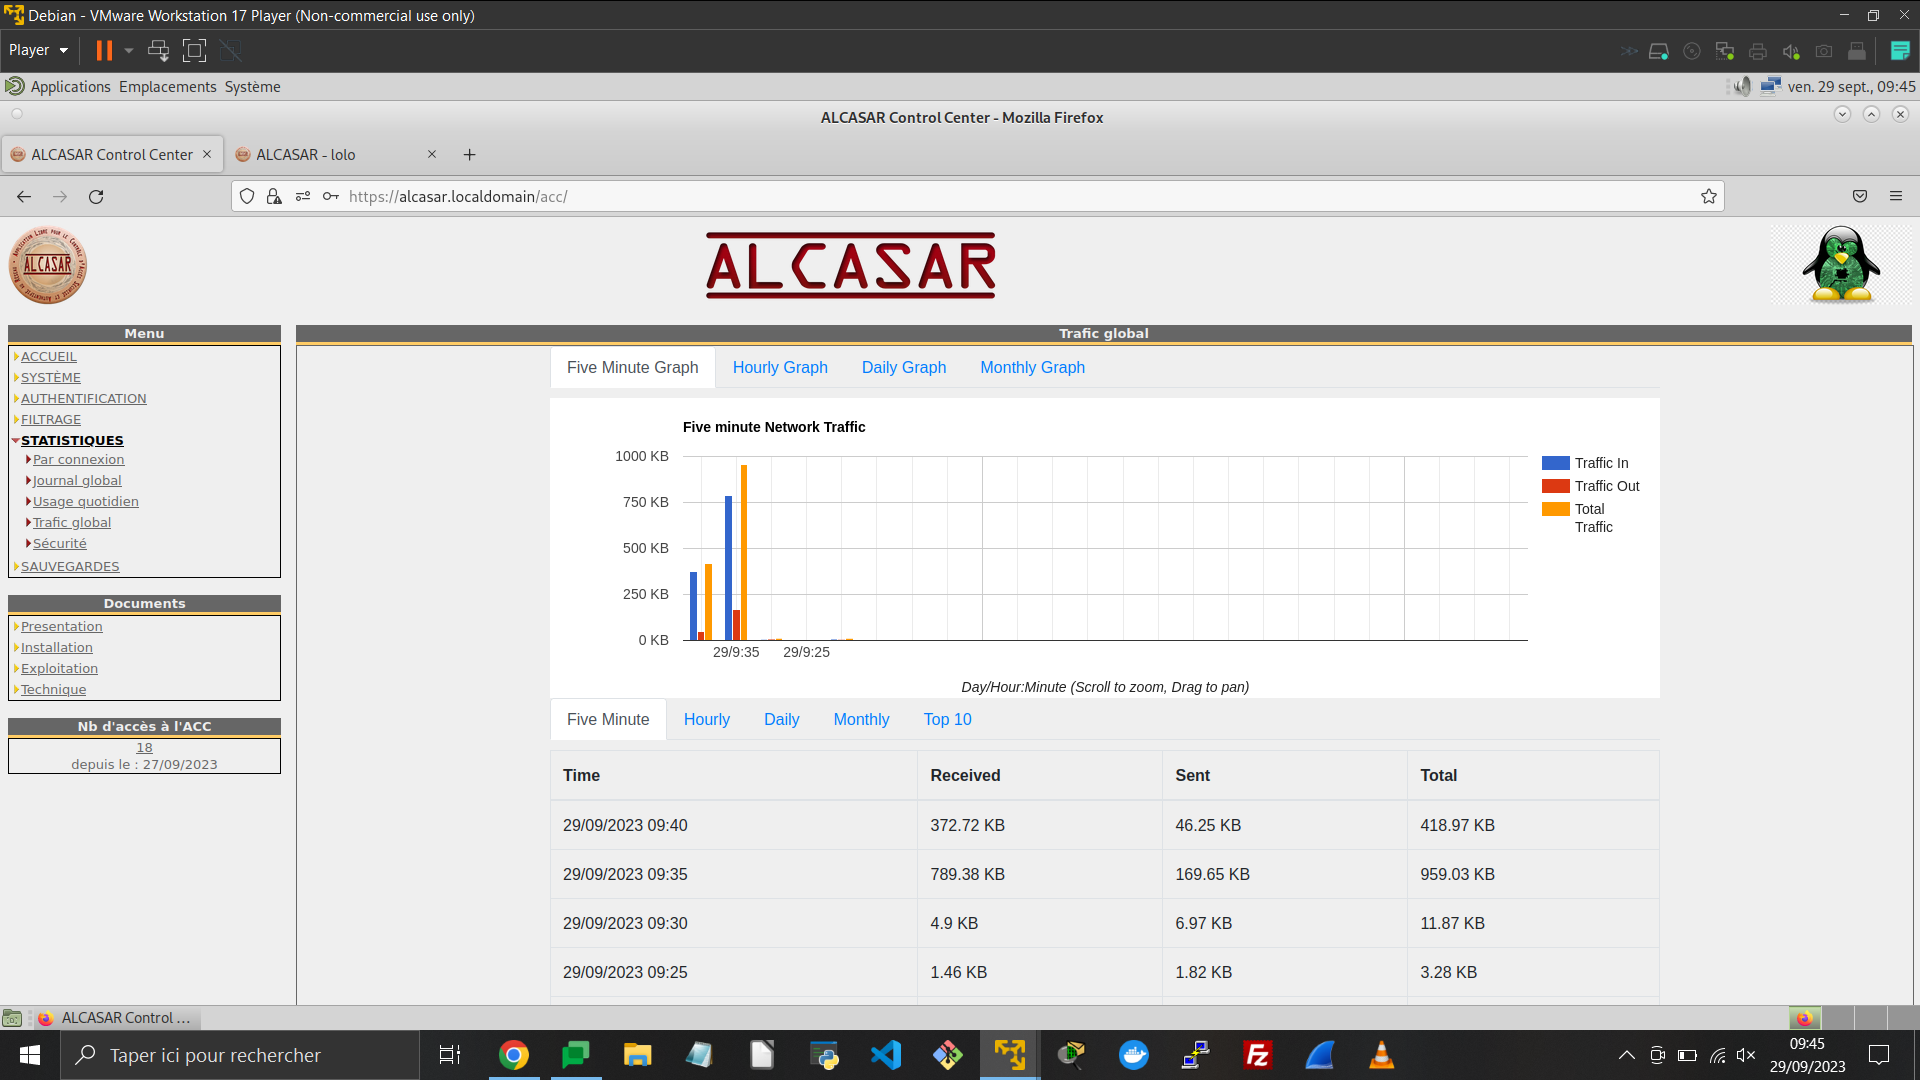 Debian - VMware Workstation 17 Player (Non-commercial use only)
Player
Applications Emplacements Système
ven. 29 sept., 09:45
ALCASAR Control Center - Mozilla Firefox
ALCASAR Control Center
ALCASAR - lolo
https://alcasar.localdomain/acc/
ALCASAR
ALCASAR
Menu
ACCUEIL
SYSTÈME
AUTHENTIFICATION
FILTRAGE
STATISTIQUES
Par connexion
Journal global
Usage quotidien
Trafic global
Sécurité
SAUVEGARDES
Documents
Presentation
Installation
Exploitation
Technique
Nb d'accès à l'ACC
18
depuis le : 27/09/2023
Trafic global
Five Minute Graph Hourly Graph Daily Graph Monthly Graph
Five minute Network Traffic
1000 KB
750 KB
500 KB
250 KB
0 KB
29/9:35 29/9:25
Traffic In
Traffic Out
Total
Traffic
Day/Hour:Minute (Scroll to zoom, Drag to pan)
Five Minute Hourly Daily Monthly Top 10
Time Received Sent Total
29/09/2023 09:40 372.72 KB 46.25 KB 418.97 KB
29/09/2023 09:35 789.38 KB 169.65 KB 959.03 KB
29/09/2023 09:30 4.9 KB 6.97 KB 11.87 KB
29/09/2023 09:25 1.46 KB 1.82 KB 3.28 KB
ALCASAR Control ...
Taper ici pour rechercher
09:45
29/09/2023